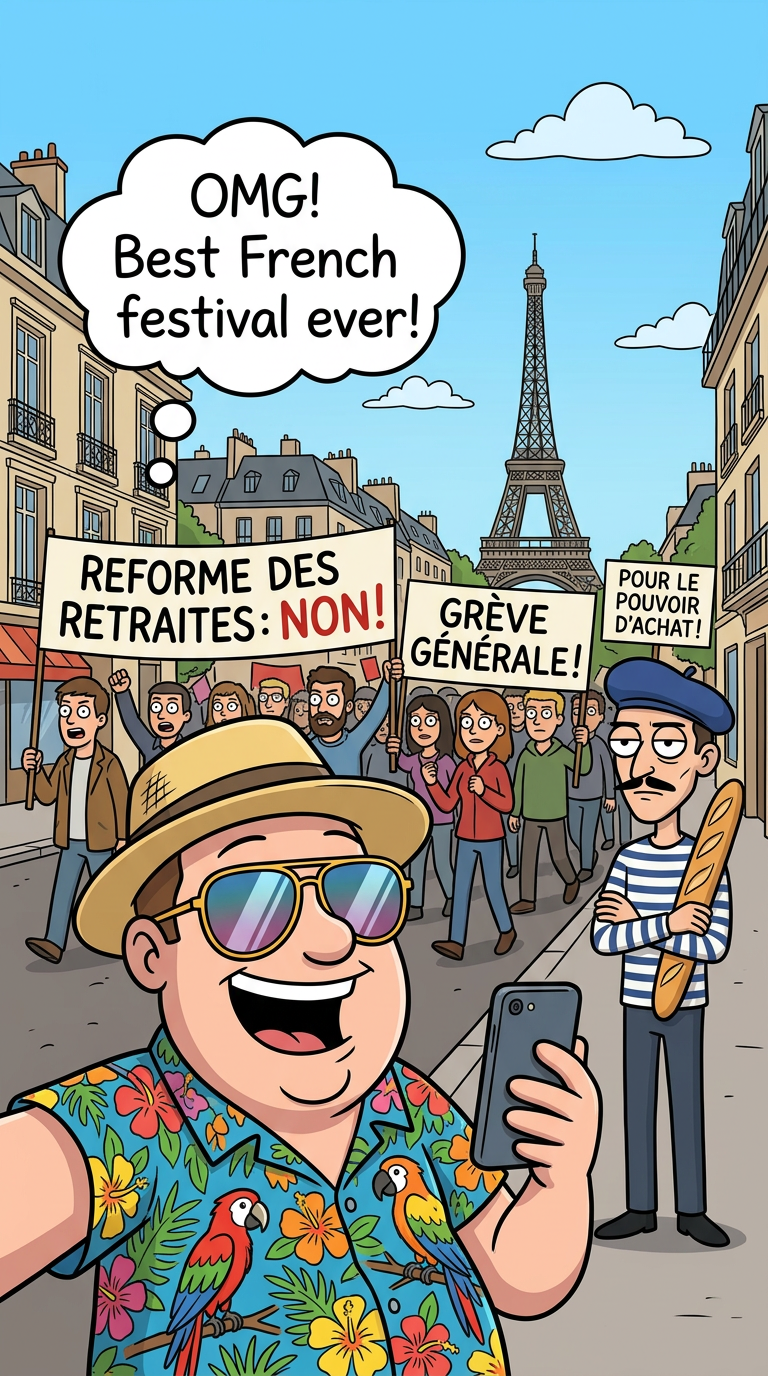 OMG!
Best French
festival ever!
REFORME DES
RETRAITES: NON!
GRÈVE
GÉNÉRALE!
POUR LE
POUVOIR
D'ACHAT!